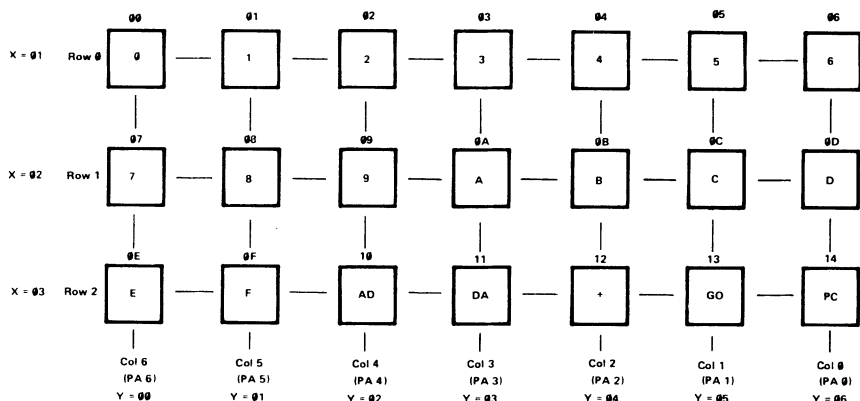 00 01 02 03 04 05 06
X = 01 Row 0 0 1 2 3 4 5 6
07 08 09 0A 0B 0C 0D
X = 02 Row 1 7 8 9 A B C D
0E 0F 10 11 12 13 14
X = 03 Row 2 E F AD DA + GO PC
Col 6 Col 5 Col 4 Col 3 Col 2 Col 1 Col 0
(PA 6) (PA 5) (PA 4) (PA 3) (PA 2) (PA 1) (PA 0)
Y = 00 Y = 01 Y = 02 Y = 03 Y = 04 Y = 05 Y = 06